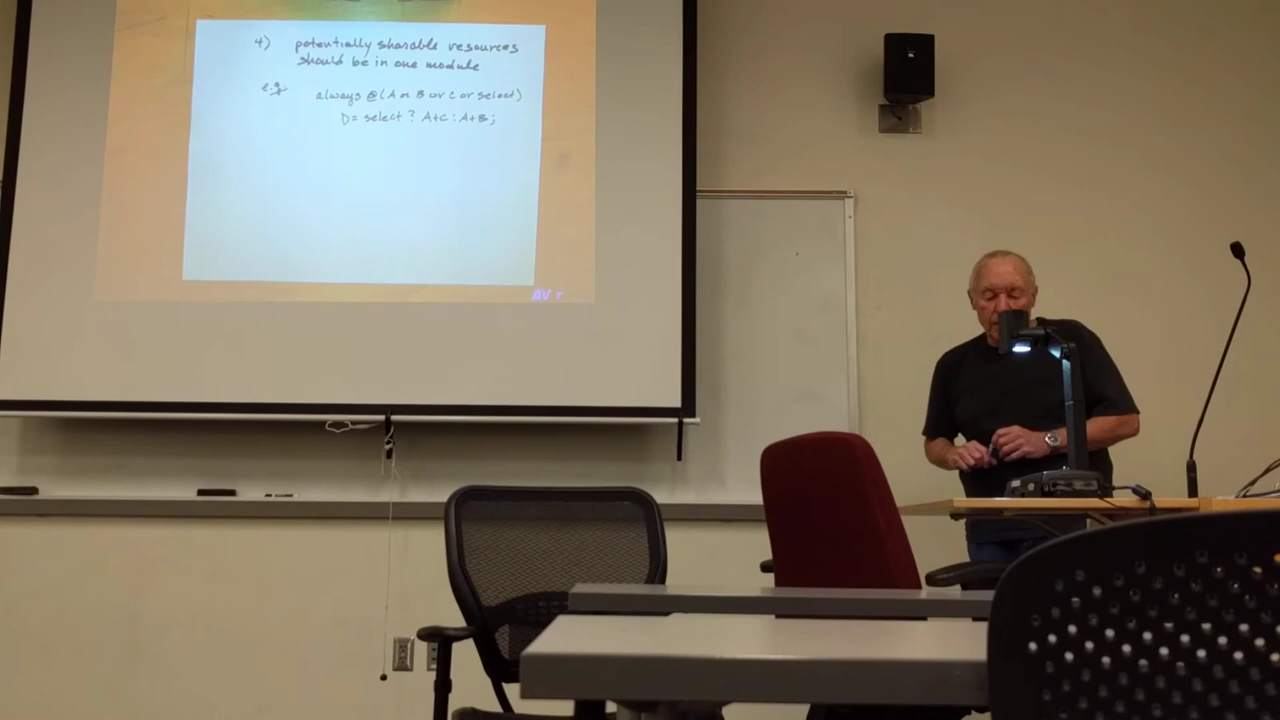 4) potentially sharable resources
should be in one module
e.g. always @(A or B or C or select)
D= select ? A+C : A+B;
AV